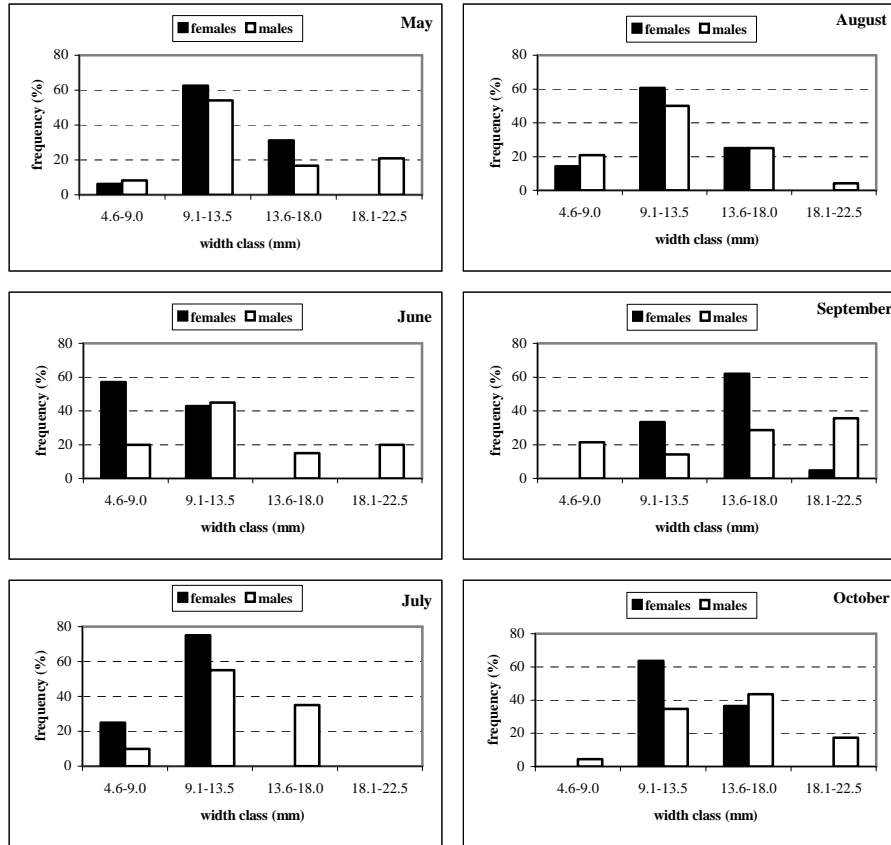 females males May
80
60
40
20
0
frequency (%)
4.6-9.0 9.1-13.5 13.6-18.0 18.1-22.5
width class (mm)
females males August
80
60
40
20
0
frequency (%)
4.6-9.0 9.1-13.5 13.6-18.0 18.1-22.5
width class (mm)
females males June
80
60
40
20
0
frequency (%)
4.6-9.0 9.1-13.5 13.6-18.0 18.1-22.5
width class (mm)
females males September
80
60
40
20
0
frequency (%)
4.6-9.0 9.1-13.5 13.6-18.0 18.1-22.5
width class (mm)
females males July
80
60
40
20
0
frequency (%)
4.6-9.0 9.1-13.5 13.6-18.0 18.1-22.5
width class (mm)
females males October
80
60
40
20
0
frequency (%)
4.6-9.0 9.1-13.5 13.6-18.0 18.1-22.5
width class (mm)